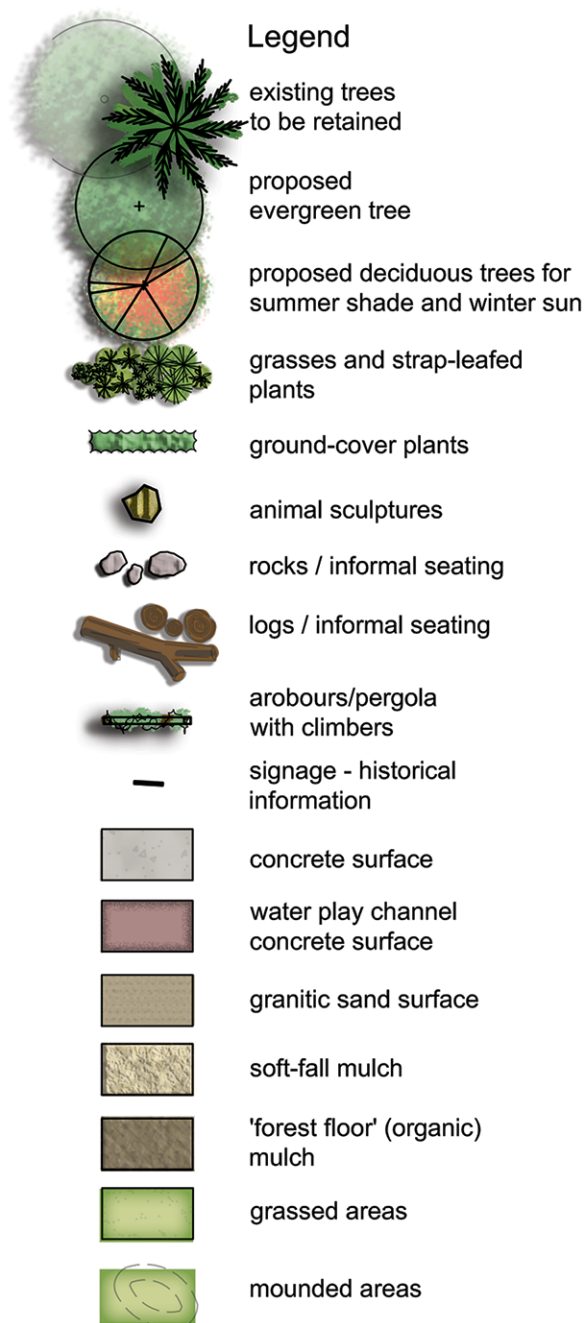 Legend
existing trees
to be retained
proposed
evergreen tree
proposed deciduous trees for
summer shade and winter sun
grasses and strap-leafed
plants
ground-cover plants
animal sculptures
rocks / informal seating
logs / informal seating
arobours/pergola
with climbers
signage - historical
information
concrete surface
water play channel
concrete surface
granitic sand surface
soft-fall mulch
'forest floor' (organic)
mulch
grassed areas
mounded areas